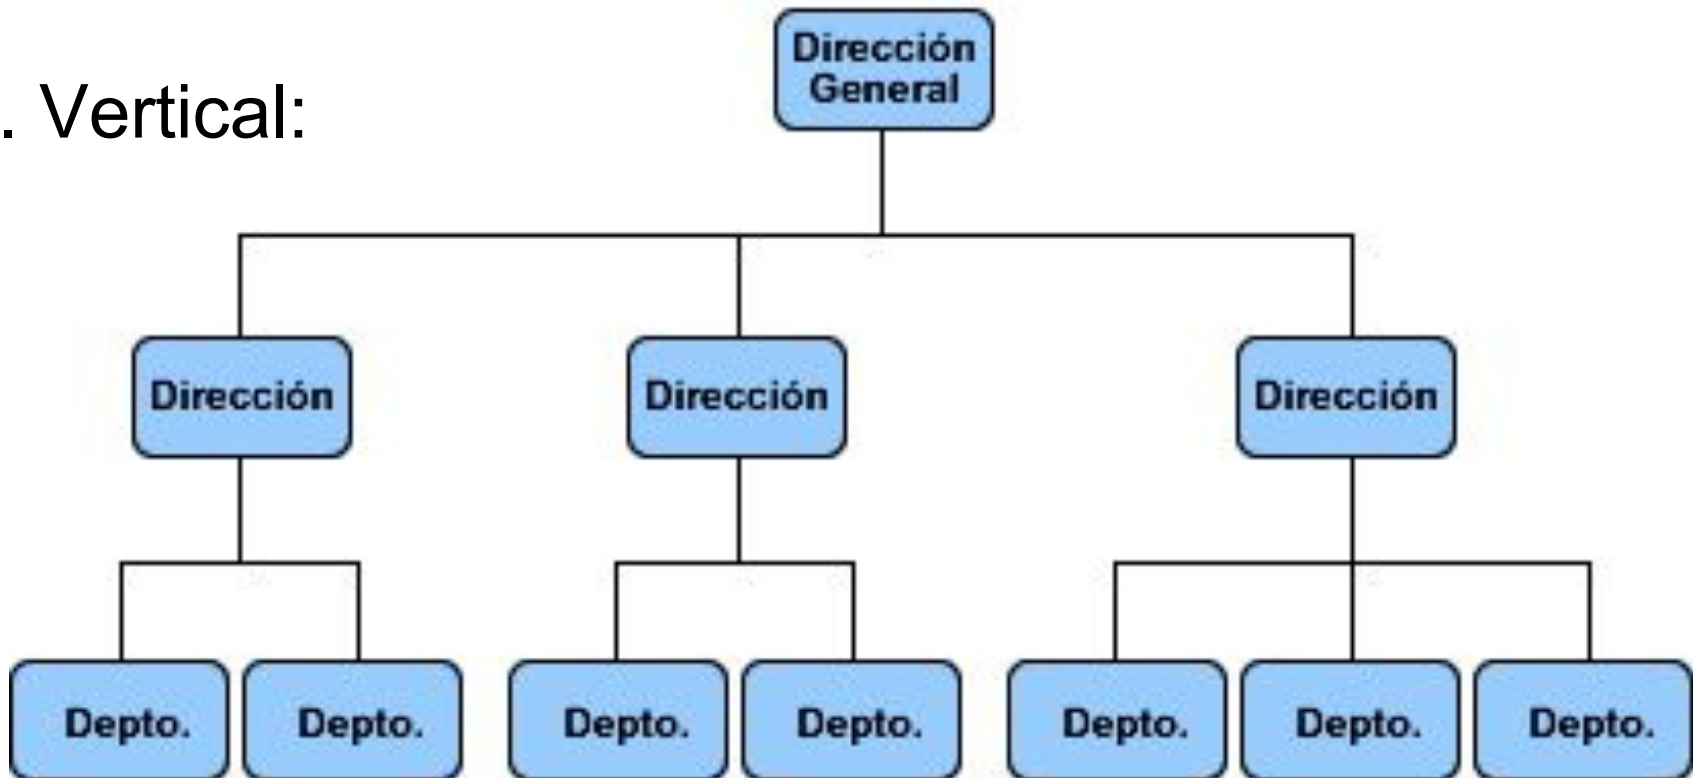 . Vertical:
Dirección
General
Dirección
Dirección
Dirección
Depto.
Depto.
Depto.
Depto.
Depto.
Depto.
Depto.